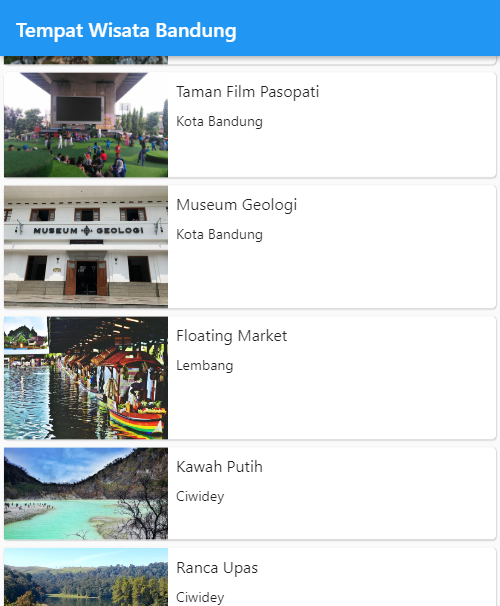 Tempat Wisata Bandung
Taman Film Pasopati
Kota Bandung
MUSEUM GEOLOGI
Museum Geologi
Kota Bandung
Floating Market
Lembang
Kawah Putih
Ciwidey
Ranca Upas
Ciwidey